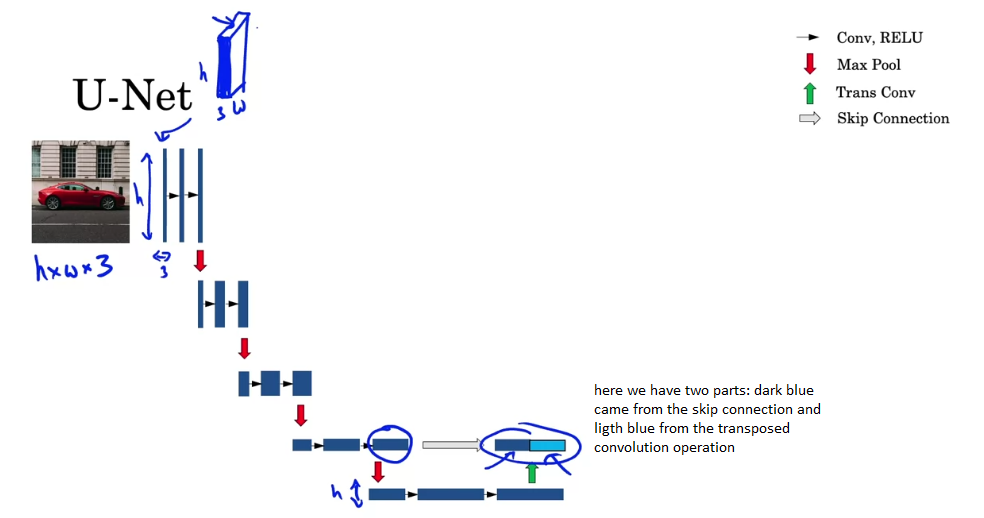 h
3 w
U-Net
h
3
h×w×3
Conv, RELU
Max Pool
Trans Conv
Skip Connection
here we have two parts: dark blue
came from the skip connection and
ligth blue from the transposed
convolution operation
h